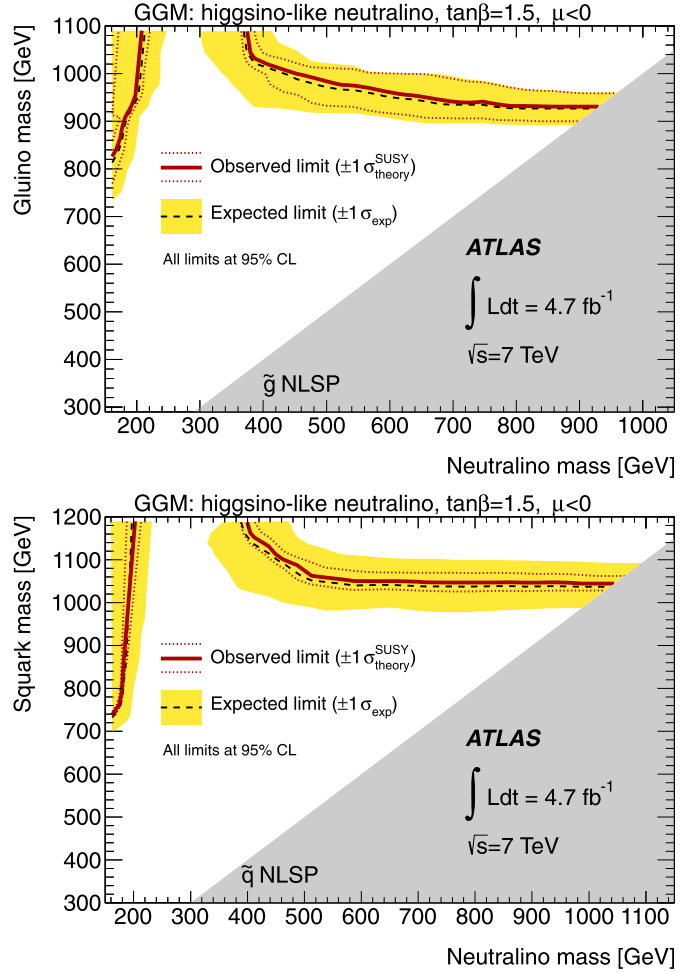 GGM: higgsino-like neutralino, tanβ=1.5, μ<0
Gluino mass [GeV]
1100
1000
900
800
700
600
500
400
300
Observed limit (±1 σ^SUSY_theory)
Expected limit (±1 σ_exp)
All limits at 95% CL
ATLAS
∫ Ldt = 4.7 fb^-1
√s=7 TeV
g̃ NLSP
200 300 400 500 600 700 800 900 1000
Neutralino mass [GeV]
GGM: higgsino-like neutralino, tanβ=1.5, μ<0
Squark mass [GeV]
1200
1100
1000
900
800
700
600
500
400
300
Observed limit (±1 σ^SUSY_theory)
Expected limit (±1 σ_exp)
All limits at 95% CL
ATLAS
∫ Ldt = 4.7 fb^-1
√s=7 TeV
q̃ NLSP
200 300 400 500 600 700 800 900 1000 1100
Neutralino mass [GeV]